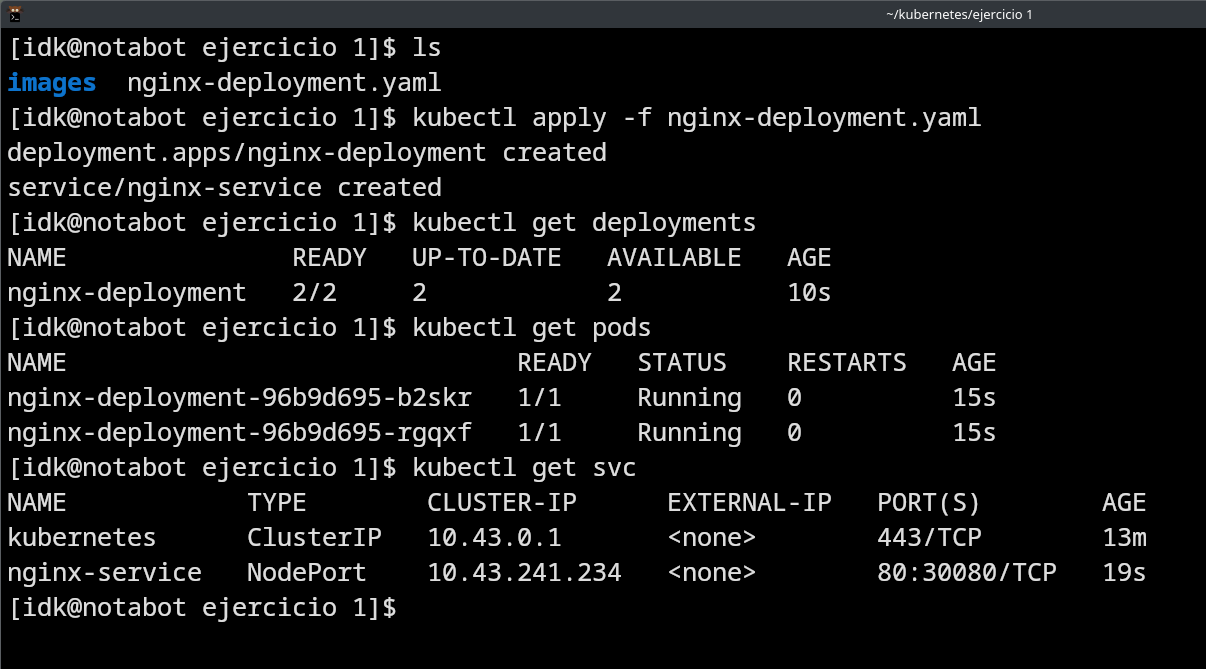 ~/kubernetes/ejercicio 1
[idk@notabot ejercicio 1]$ ls
images  nginx-deployment.yaml
[idk@notabot ejercicio 1]$ kubectl apply -f nginx-deployment.yaml
deployment.apps/nginx-deployment created
service/nginx-service created
[idk@notabot ejercicio 1]$ kubectl get deployments
NAME               READY   UP-TO-DATE   AVAILABLE   AGE
nginx-deployment   2/2     2            2           10s
[idk@notabot ejercicio 1]$ kubectl get pods
NAME                              READY   STATUS    RESTARTS   AGE
nginx-deployment-96b9d695-b2skr   1/1     Running   0          15s
nginx-deployment-96b9d695-rgqxf   1/1     Running   0          15s
[idk@notabot ejercicio 1]$ kubectl get svc
NAME            TYPE        CLUSTER-IP      EXTERNAL-IP   PORT(S)        AGE
kubernetes      ClusterIP   10.43.0.1       <none>        443/TCP        13m
nginx-service   NodePort    10.43.241.234   <none>        80:30080/TCP   19s
[idk@notabot ejercicio 1]$